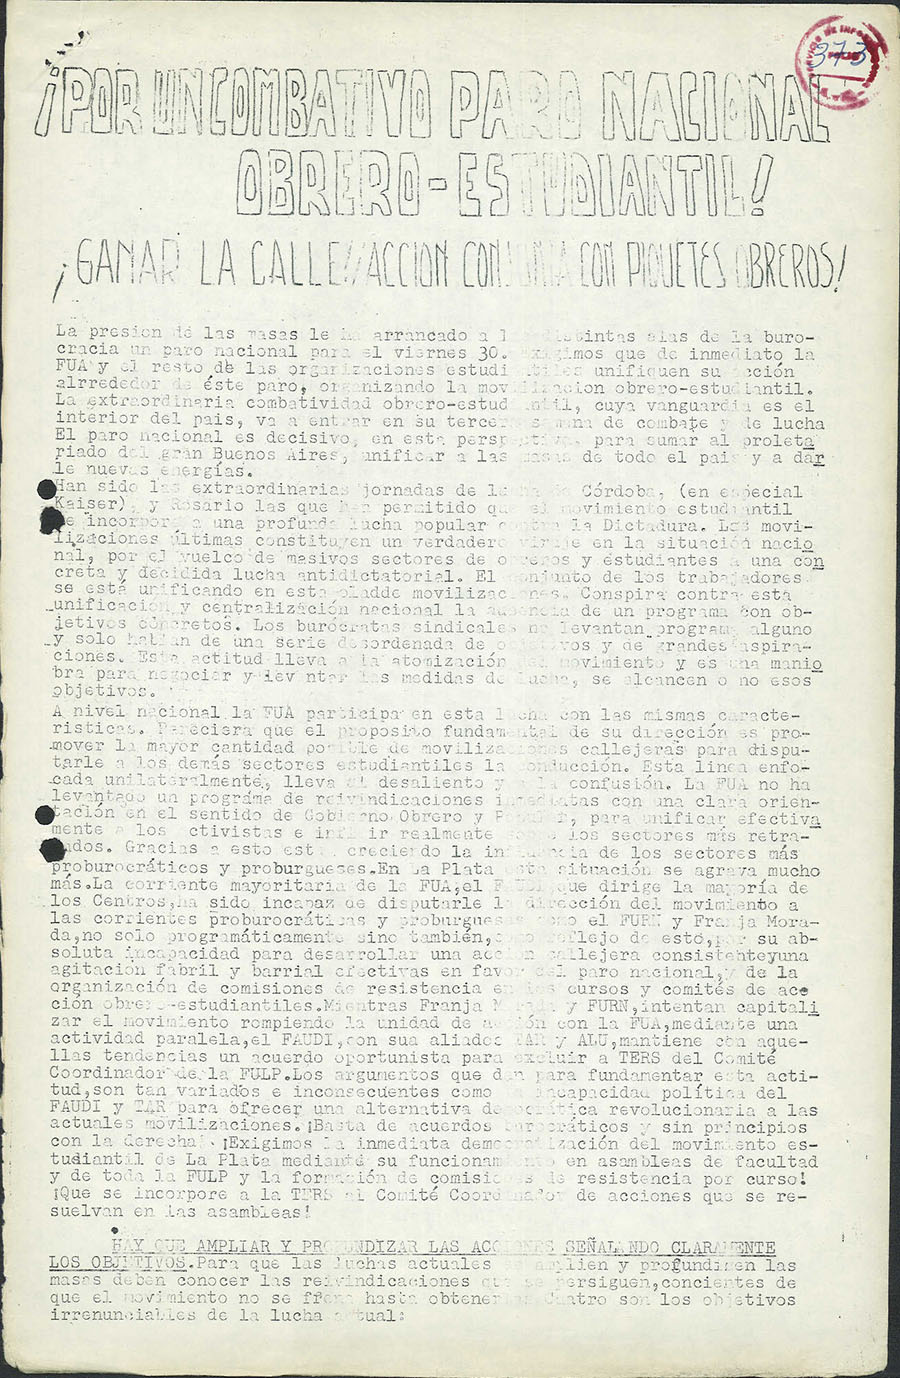 373
¡POR UN COMBATIVO PARO NACIONAL
OBRERO-ESTUDIANTIL!
¡GANAR LA CALLE//ACCION CONJUNTA CON PIQUETES OBREROS!
La presion de las masas le ha arrancado a las distintas alas de la buro-
cracia un paro nacional para el viernes 30. Exigimos que de inmediato la
FUA y el resto de las organizaciones estudiantiles unifiquen su acción
alrrededor de éste paro, organizando la movilizacion obrero-estudiantil.
La extraordinaria combatividad obrero-estudiantil, cuya vanguardia es el
interior del pais, va a entrar en su tercer semana de combate y de lucha
El paro nacional es decisivo, en esta perspectiva, para sumar al proleta
riado del gran Buenos Aires, unificar a las masas de todo el pais y a dar
le nuevas energías.
Han sido las extraordinarias jornadas de lucha de Córdoba, (en especial
Kaiser), y Rosario las que han permitido que el movimiento estudiantil
se incorpore a una profunda lucha popular contra la Dictadura. Las movi-
lizaciones últimas constituyen un verdadero viraje en la situación nacio
nal, por el vuelco de masivos sectores de obreros y estudiantes a una con
creta y decidida lucha antidictatorial. El conjunto de los trabajadores
se está unificando en esta movilizaciones. Conspira contra esta
unificación y centralización nacional la ausencia de un programa con ob-
jetivos concretos. Los burócratas sindicales no levantan programa alguno
y solo hablan de una serie desordenada de objetivos y de grandes aspira-
ciones. Esta actitud lleva a la atomización del movimiento y es una manio
bra para negociar y levantar las medidas de lucha, se alcancen o no esos
objetivos.
A nivel nacional la FUA participa en esta lucha con las mismas caracte-
risticas. Pareciera que el proposito fundamental de su dirección es pro-
mover la mayor cantidad posible de movilizaciones callejeras para dispu-
tarle a los demás sectores estudiantiles la conducción. Esta linea enfo-
cada unilateralmente, lleva al desaliento y a la confusión. La FUA no ha
levantado un programa de reivindicaciones inmediatas con una clara orien-
tación en el sentido de Gobierno Obrero y Popular, para unificar efectiva
mente a los activistas e influir realmente sobre los sectores más retra-
sados. Gracias a esto está creciendo la influencia de los sectores más
proburocráticos y proburgueses.En La Plata esta situación se agrava mucho
más.La corriente mayoritaria de la FUA,el FAUDI,que dirige la mayoría de
los Centros,ha sido incapaz de disputarle la dirección del movimiento a
las corrientes proburocráticas y proburguesas como el FURN y Franja Mora-
da,no solo programáticamente sino también,como reflejo de esto,por su ab-
soluta incapacidad para desarrollar una acción callejera consistenteyuna
agitación fabril y barrial efectivas en favor del paro nacional,y de la
organización de comisiones de resistencia en los cursos y comités de acc
ción obrero-estudiantiles.Mientras Franja Morada y FURN,intentan capitali
zar el movimiento rompiendo la unidad de acción con la FUA,mediante una
actividad paralela,el FAUDI,con sua aliados TAR y ALU,mantiene con aque-
llas tendencias un acuerdo oportunista para excluir a TERS del Comité
Coordinador de la FULP.Los argumentos que dan para fundamentar esta acti-
tud,son tan variados e inconsecuentes como incapacidad política del
FAUDI y TAR para ofrecer una alternativa democrática revolucionaria a las
actuales movilizaciones. ¡Basta de acuerdos burocráticos y sin principios
con la derecha!. ¡Exigimos la inmediata democratización del movimiento es-
tudiantil de La Plata mediante su funcionamiento en asambleas de facultad
y de toda la FULP y la formación de comisiones de resistencia por curso!
¡Que se incorpore a la TERS al Comité Coordinador de acciones que se re-
suelvan en las asambleas!
HAY QUE AMPLIAR Y PROFUNDIZAR LAS ACCIONES SEÑALANDO CLARAMENTE
LOS OBJETIVOS.Para que las luchas actuales amplien y profundizen las
masas deben conocer las reivindicaciones que se persiguen,concientes de
que el movimiento no se frena hasta obtenerlas. Cuatro son los objetivos
irrenunciables de la lucha actual: